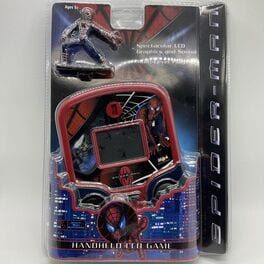 Ages 5+
Spectacular LCD
Graphics and Sound
SPIDER-MAN
HANDHELD LCD GAME